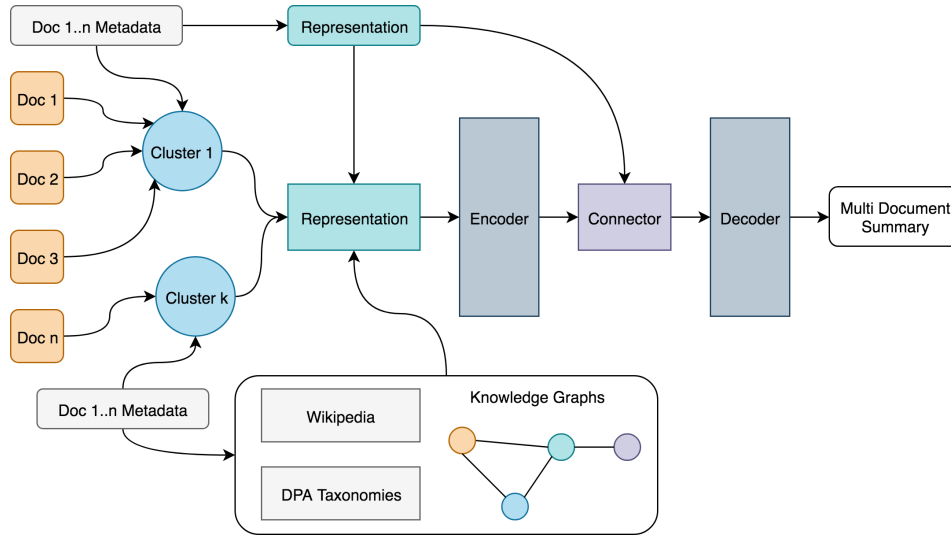 Doc 1..n Metadata
Representation
Doc 1
Doc 2
Doc 3
Doc n
Cluster 1
Cluster k
Representation
Encoder
Connector
Decoder
Multi Document
Summary
Doc 1..n Metadata
Wikipedia
DPA Taxonomies
Knowledge Graphs